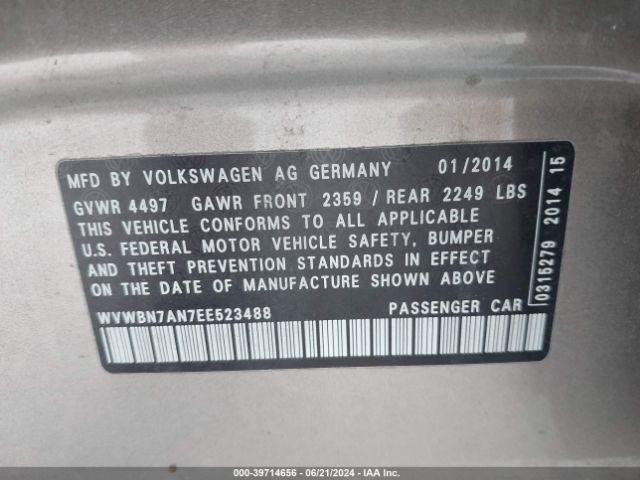 MFD BY VOLKSWAGEN AG GERMANY 01/2014
GVWR 4497 GAWR FRONT 2359 / REAR 2249 LBS
THIS VEHICLE CONFORMS TO ALL APPLICABLE
U.S. FEDERAL MOTOR VEHICLE SAFETY, BUMPER
AND THEFT PREVENTION STANDARDS IN EFFECT
ON THE DATE OF MANUFACTURE SHOWN ABOVE
WVWBN7AN7EE523488 PASSENGER CAR
0315279 2014 15
000-39714656 - 06/21/2024 - IAA Inc.